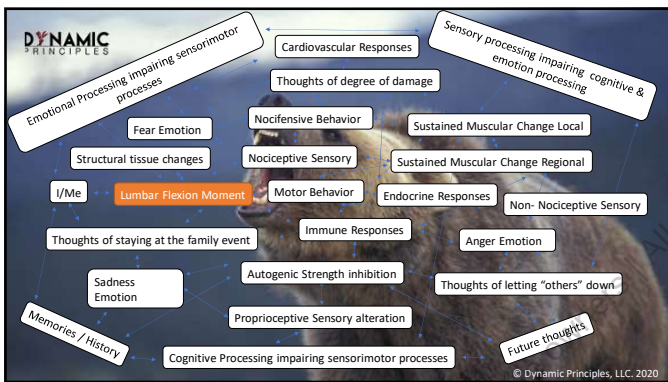 DYNAMIC
PRINCIPLES
Emotional Processing impairing sensorimotor
processes
Cardiovascular Responses
Sensory processing impairing cognitive &
emotion processing
Thoughts of degree of damage
Fear Emotion
Nocifensive Behavior
Sustained Muscular Change Local
Structural tissue changes
Nociceptive Sensory
Sustained Muscular Change Regional
I/Me
Lumbar Flexion Moment
Motor Behavior
Endocrine Responses
Non- Nociceptive Sensory
Thoughts of staying at the family event
Immune Responses
Anger Emotion
Sadness
Emotion
Autogenic Strength inhibition
Thoughts of letting “others” down
Memories / History
Proprioceptive Sensory alteration
Future thoughts
Cognitive Processing impairing sensorimotor processes
© Dynamic Principles, LLC. 2020